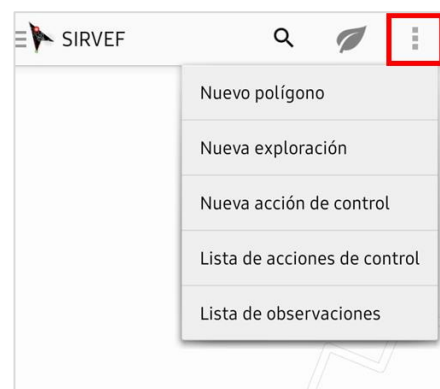 SIRVEF
Nuevo polígono
Nueva exploración
Nueva acción de control
Lista de acciones de control
Lista de observaciones